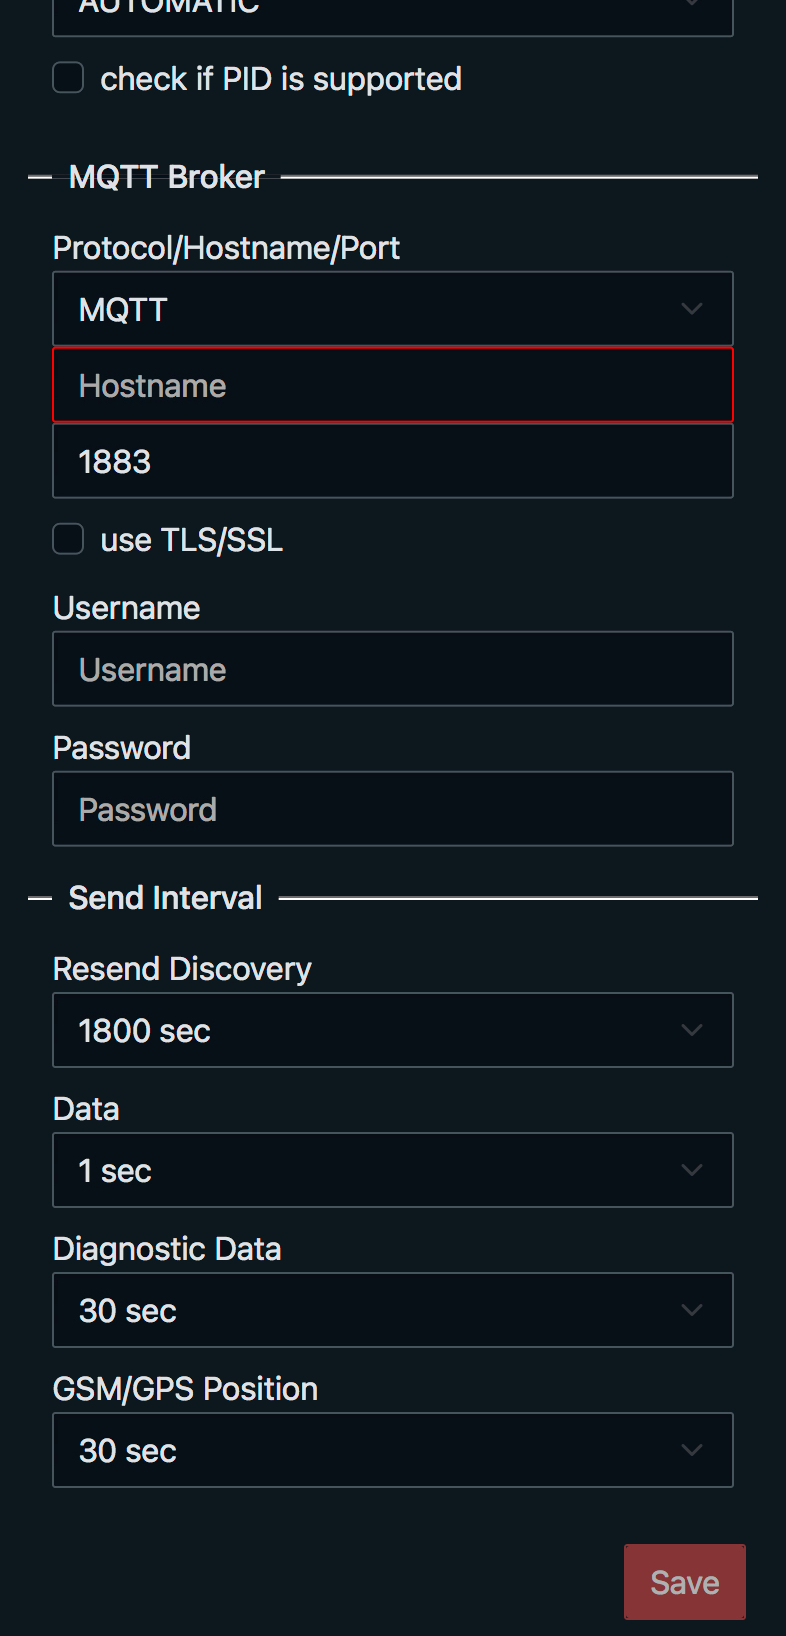 AUTOMATIC
check if PID is supported
MQTT Broker
Protocol/Hostname/Port
MQTT
Hostname
1883
use TLS/SSL
Username
Username
Password
Password
Send Interval
Resend Discovery
1800 sec
Data
1 sec
Diagnostic Data
30 sec
GSM/GPS Position
30 sec
Save